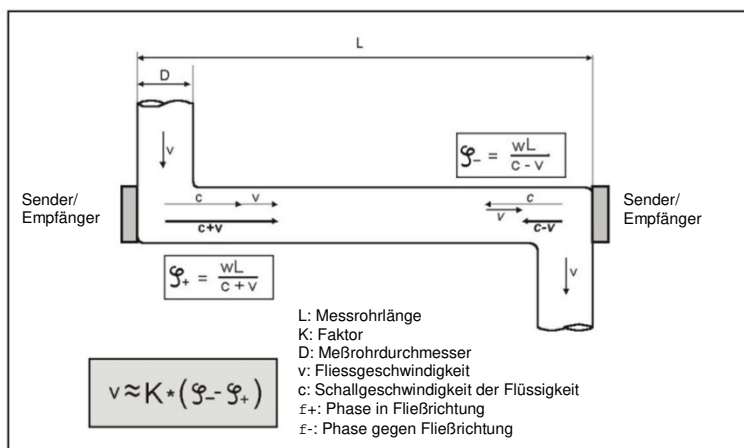 L
D
v
φ₋ = wL / (c - v)
Sender/
Empfänger
c v
c+v
c
v c-v
Sender/
Empfänger
v
φ₊ = wL / (c + v)
L: Messrohrlänge
K: Faktor
D: Meßrohrdurchmesser
v: Fliessgeschwindigkeit
c: Schallgeschwindigkeit der Flüssigkeit
f+: Phase in Fließrichtung
f-: Phase gegen Fließrichtung
v ≈ K * (φ₋ - φ₊)